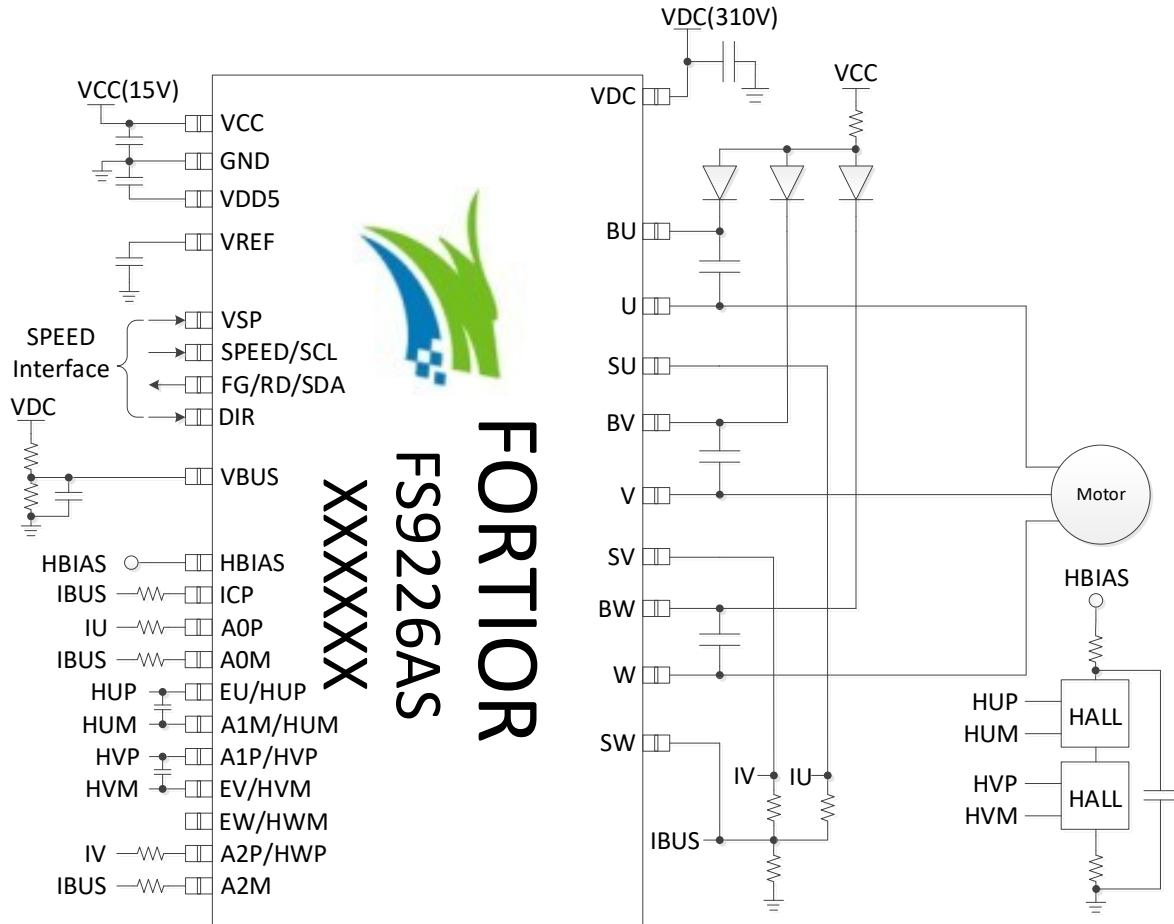 VDC(310V)
VCC(15V)
VCC
VDC
VCC
GND
VDD5
VREF
VSP
SPEED/SCL
FG/RD/SDA
DIR
SPEED
Interface
VDC
VBUS
HBIAS
HBIAS
IBUS
ICP
IU
A0P
IBUS
A0M
HUP
EU/HUP
HUM
A1M/HUM
HVP
A1P/HVP
HVM
EV/HVM
EW/HWM
IV
A2P/HWP
IBUS
A2M
FORTIOR
FS9226AS
XXXXXX
BU
U
SU
BV
V
SV
BW
W
SW
IV
IU
IBUS
Motor
HBIAS
HUP
HUM
HALL
HVP
HVM
HALL